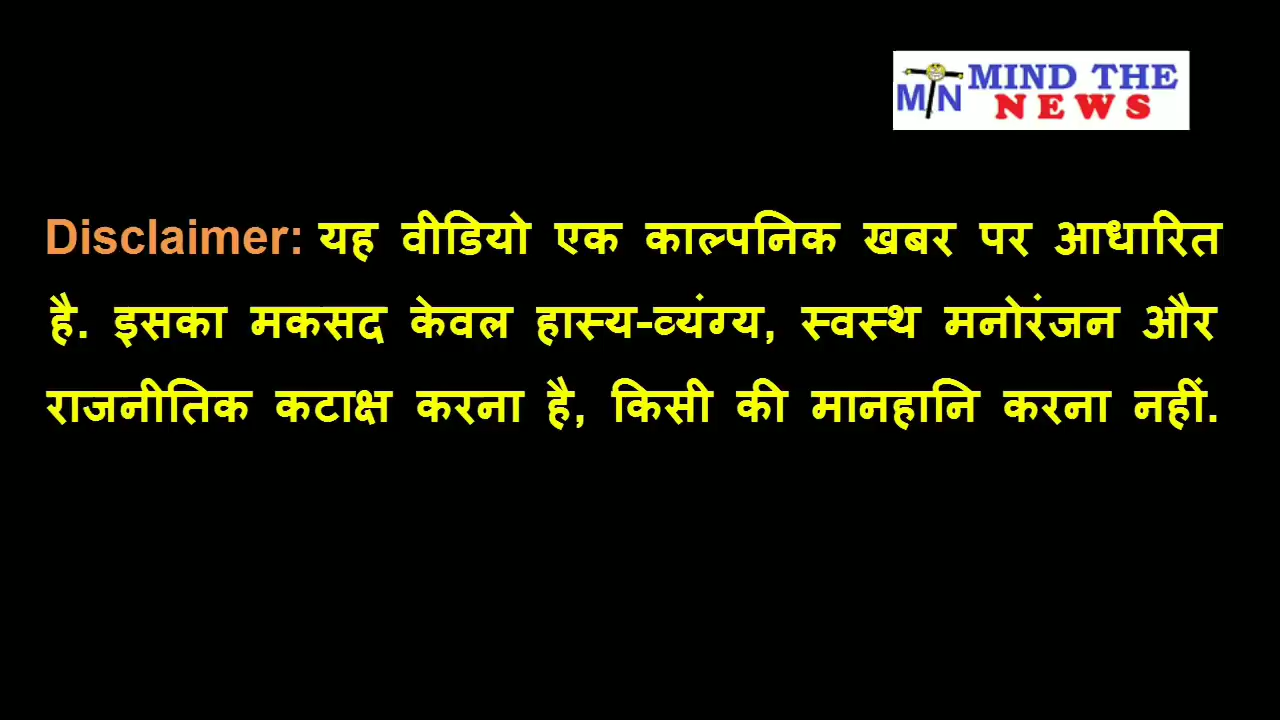 MTN MIND THE
NEWS
Disclaimer: यह वीडियो एक काल्पनिक खबर पर आधारित
है. इसका मकसद केवल हास्य-व्यंग्य, स्वस्थ मनोरंजन और
राजनीतिक कटाक्ष करना है, किसी की मानहानि करना नहीं.